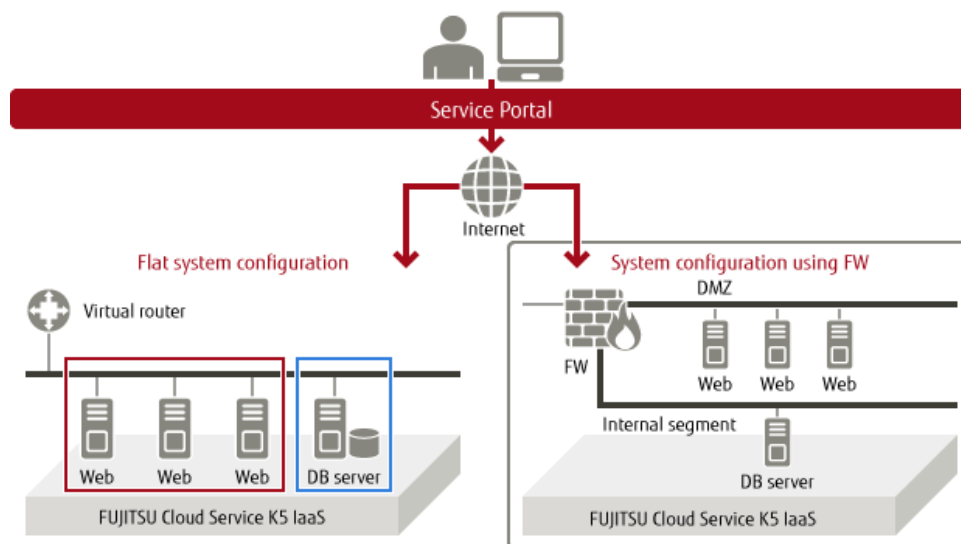 Service Portal
Internet
Flat system configuration
Virtual router
Web
Web
Web
DB server
FUJITSU Cloud Service K5 IaaS
System configuration using FW
DMZ
FW
Web
Web
Web
Internal segment
DB server
FUJITSU Cloud Service K5 IaaS